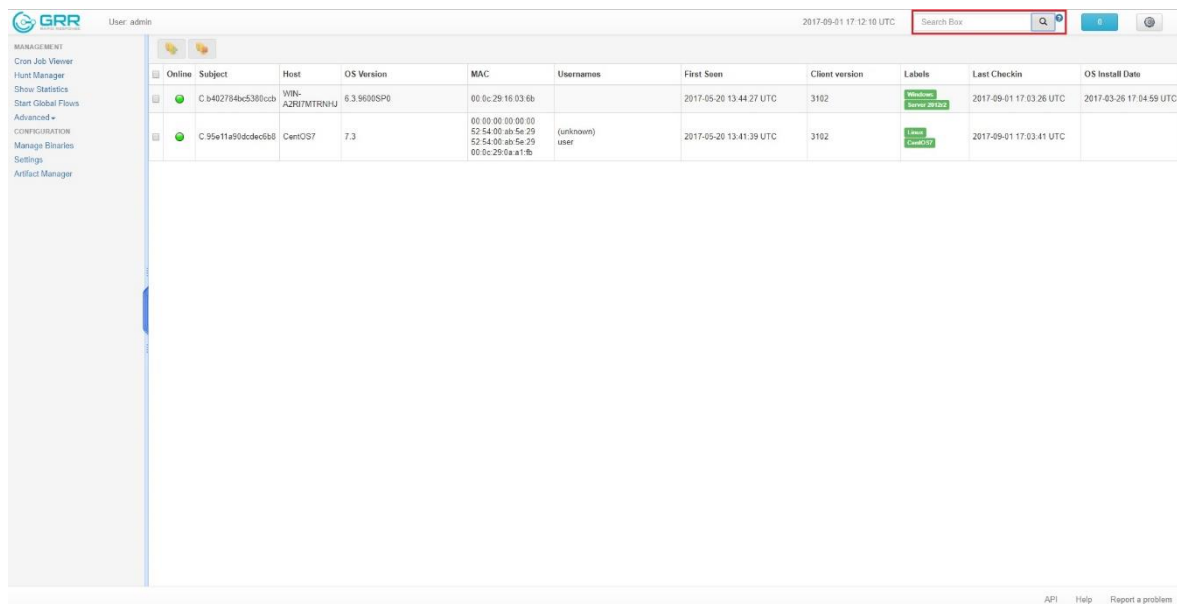 GRR
User: admin
2017-09-01 17:12:10 UTC
Search Box
0
MANAGEMENT
Cron Job Viewer
Hunt Manager
Show Statistics
Start Global Flows
Advanced
CONFIGURATION
Manage Binaries
Settings
Artifact Manager
Online Subject Host OS Version MAC Usernames First Seen Client version Labels Last Checkin OS Install Date
C.b402784bc5380ccb WIN-A2RI7MTRNHJ 6.3.9600SP0 00:0c:29:16:03:6b 2017-05-20 13:44:27 UTC 3102 Windows Server 2012r2 2017-09-01 17:03:26 UTC 2017-03-26 17:04:59 UTC
C.95e11a90dcdec6b8 CentOS7 7.3 00:00:00:00:00:00 52:54:00:ab:5e:29 52:54:00:ab:5e:29 00:0c:29:0a:a1:fb (unknown) user 2017-05-20 13:41:39 UTC 3102 Linux CentOS7 2017-09-01 17:03:41 UTC
API Help Report a problem